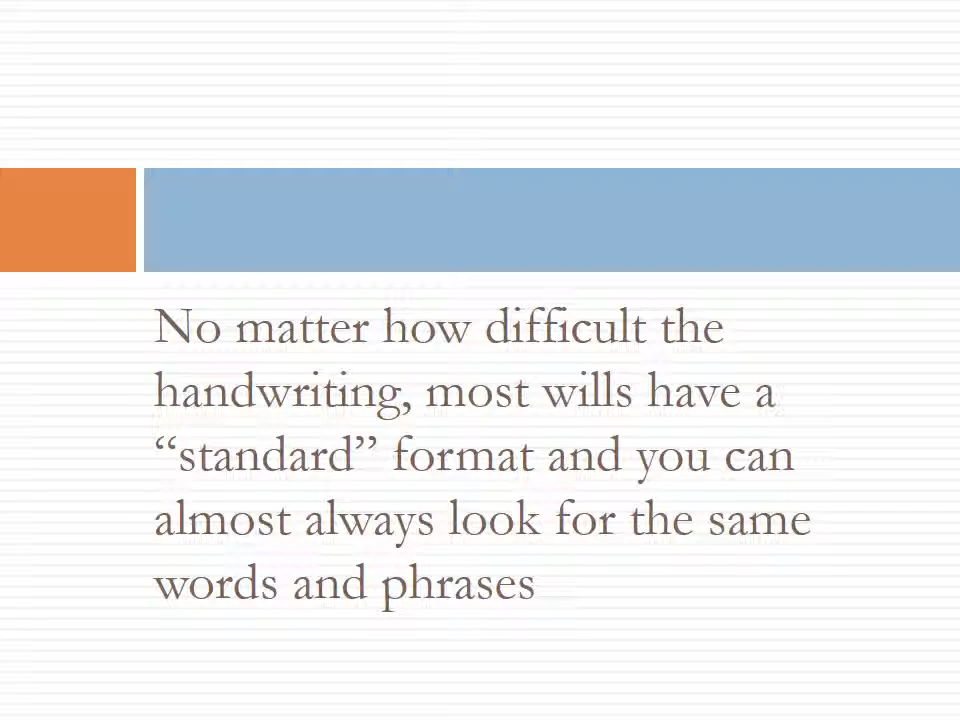 No matter how difficult the
handwriting, most wills have a
“standard” format and you can
almost always look for the same
words and phrases